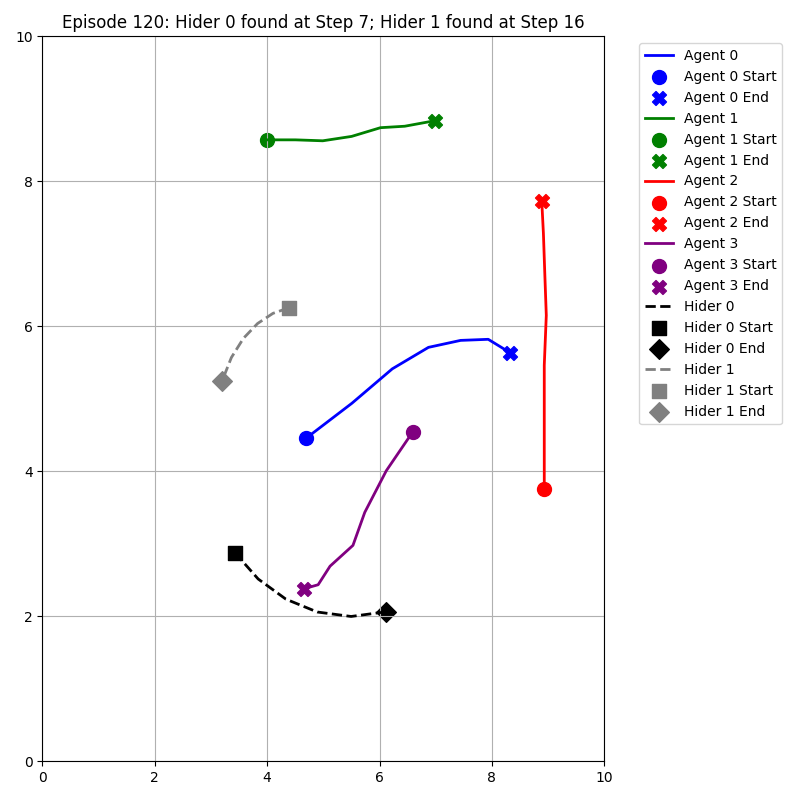 Episode 120: Hider 0 found at Step 7; Hider 1 found at Step 16
10
8
6
4
2
0
0 2 4 6 8 10
Agent 0
Agent 0 Start
Agent 0 End
Agent 1
Agent 1 Start
Agent 1 End
Agent 2
Agent 2 Start
Agent 2 End
Agent 3
Agent 3 Start
Agent 3 End
Hider 0
Hider 0 Start
Hider 0 End
Hider 1
Hider 1 Start
Hider 1 End